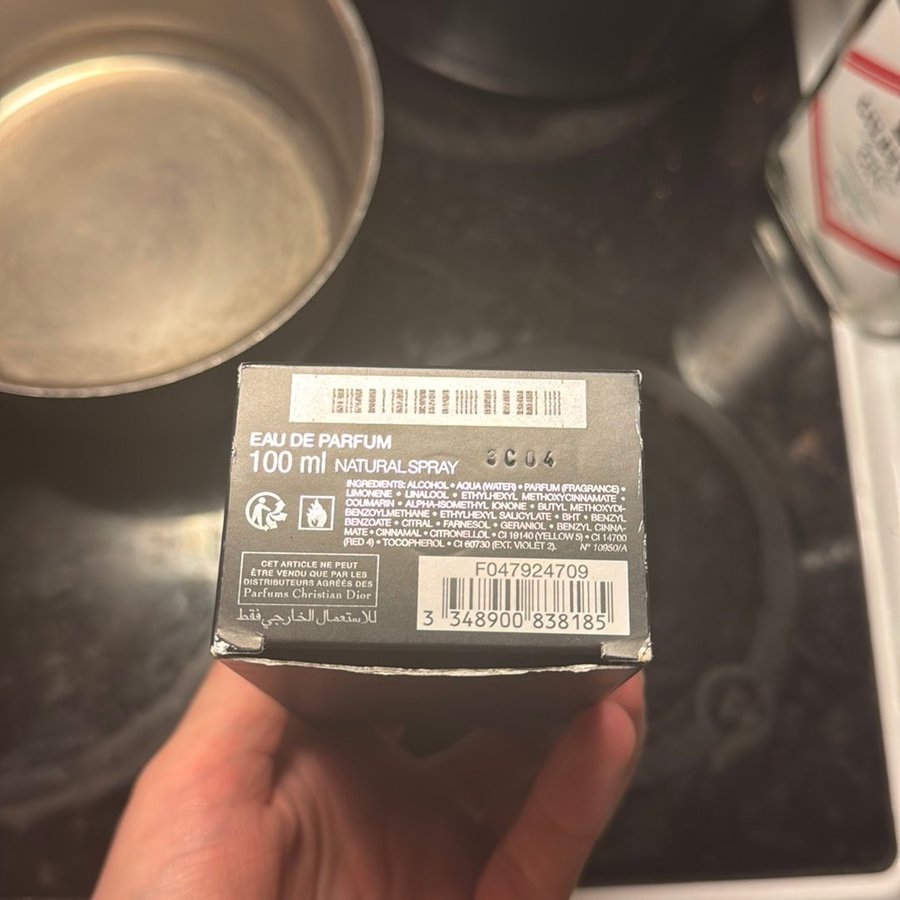 EAU DE PARFUM
100 ml NATURAL SPRAY
3C04
INGREDIENTS: ALCOHOL • AQUA (WATER) • PARFUM (FRAGRANCE) •
LIMONENE • LINALOOL • ETHYLHEXYL METHOXYCINNAMATE •
COUMARIN • ALPHA-ISOMETHYL IONONE • BUTYL METHOXYDI-
BENZOYLMETHANE • ETHYLHEXYL SALICYLATE • BHT • BENZYL
BENZOATE • CITRAL • FARNESOL • GERANIOL • BENZYL CINNA-
MATE • CINNAMAL • CITRONELLOL • CI 19140 (YELLOW 5) • CI 14700
(RED 4) • TOCOPHEROL • CI 60730 (EXT. VIOLET 2).
N° 10950/A
CET ARTICLE NE PEUT
ÊTRE VENDU QUE PAR LES
DISTRIBUTEURS AGRÉÉS DES
Parfums Christian Dior
للاستعمال الخارجي فقط
F047924709
3 348900 838185